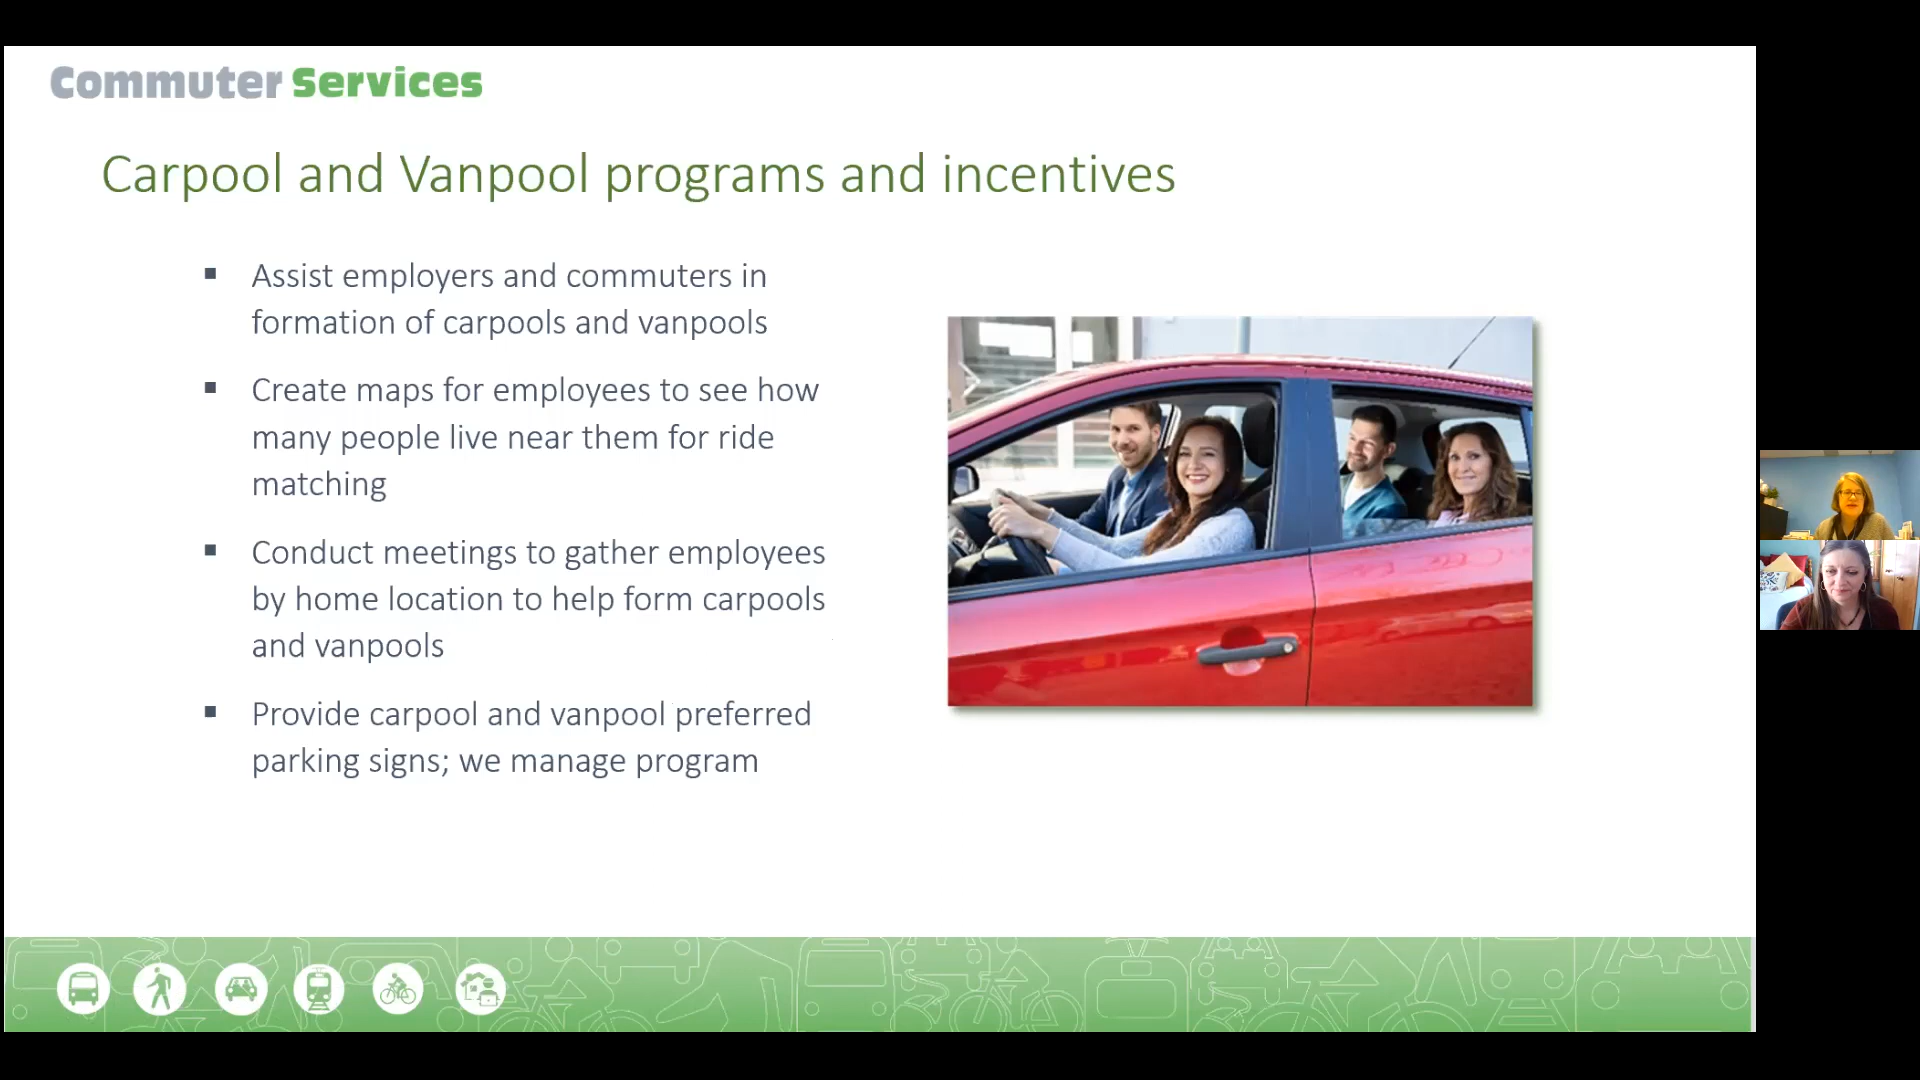 Commuter Services
Carpool and Vanpool programs and incentives
▪ Assist employers and commuters in
formation of carpools and vanpools
▪ Create maps for employees to see how
many people live near them for ride
matching
▪ Conduct meetings to gather employees
by home location to help form carpools
and vanpools
▪ Provide carpool and vanpool preferred
parking signs; we manage program